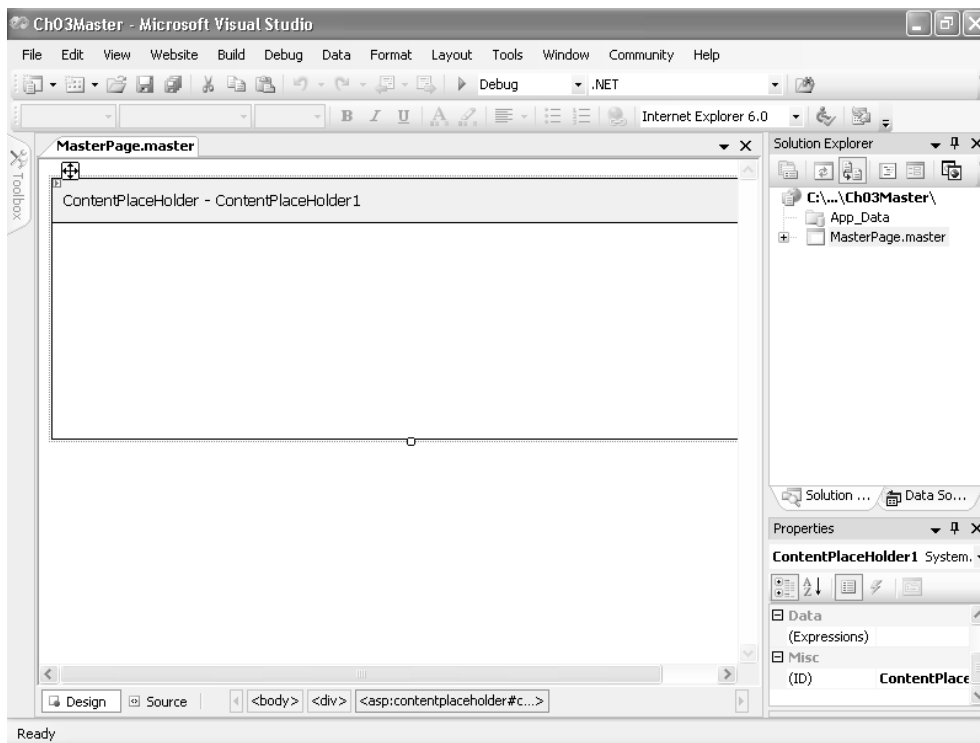 Ch03Master - Microsoft Visual Studio
File Edit View Website Build Debug Data Format Layout Tools Window Community Help
Debug .NET
B I U A Internet Explorer 6.0
Toolbox
MasterPage.master
ContentPlaceHolder - ContentPlaceHolder1
Design Source <body> <div> <asp:contentplaceholder#c...>
Solution Explorer
C:\...\Ch03Master\
App_Data
MasterPage.master
Solution ... Data So...
Properties
ContentPlaceHolder1 System.
Data
(Expressions)
Misc
(ID) ContentPlace
Ready